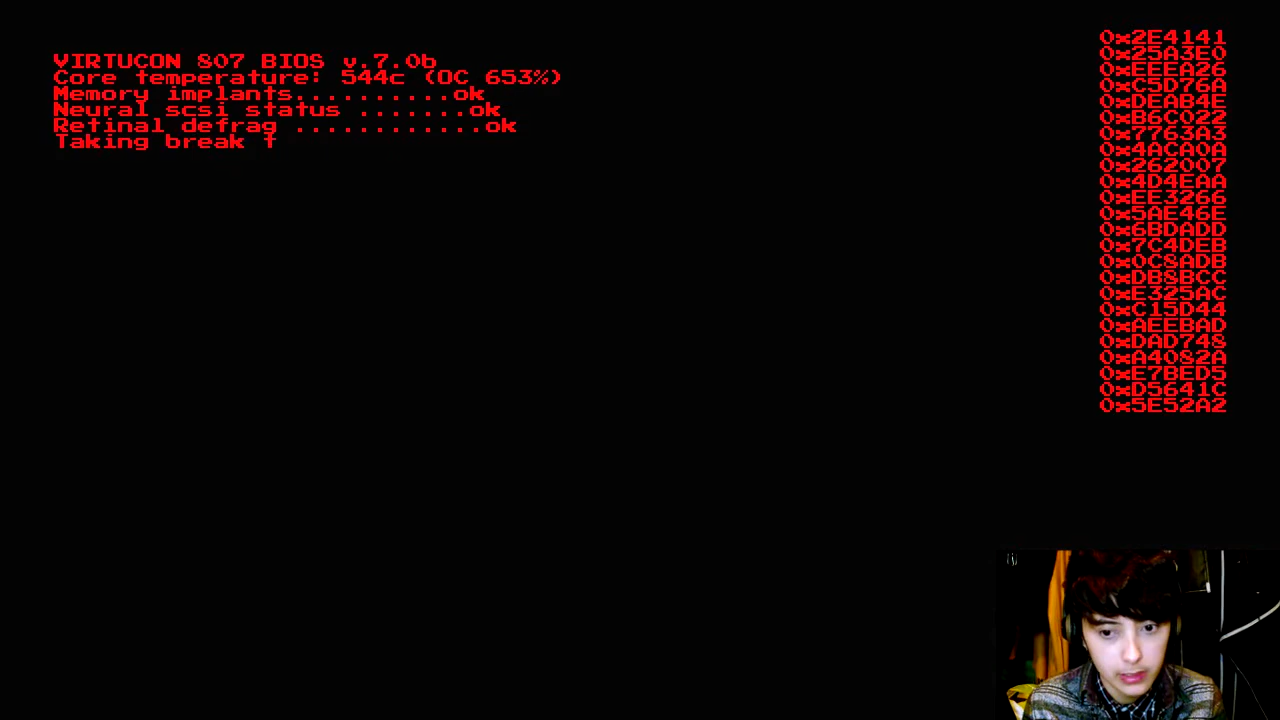 VIRTUCON 807 BIOS v.7.0b
Core temperature: 544c (OC 653%)
Memory implants..........ok
Neural scsi status .......ok
Retinal defrag ............ok
Taking break f
0x2E4141
0x25A3E0
0xEEEA26
0xC5D76A
0xDEAB4E
0xB6C022
0x7763A3
0x4ACA0A
0x262007
0x4D4EAA
0xEE3266
0x5AE46E
0x6BDADD
0x7C4DEB
0x0C8ADB
0xDB8BCC
0xE325AC
0xC15D44
0xAEEBAD
0xDAD748
0xA4082A
0xE7BED5
0xD5641C
0x5E52A2